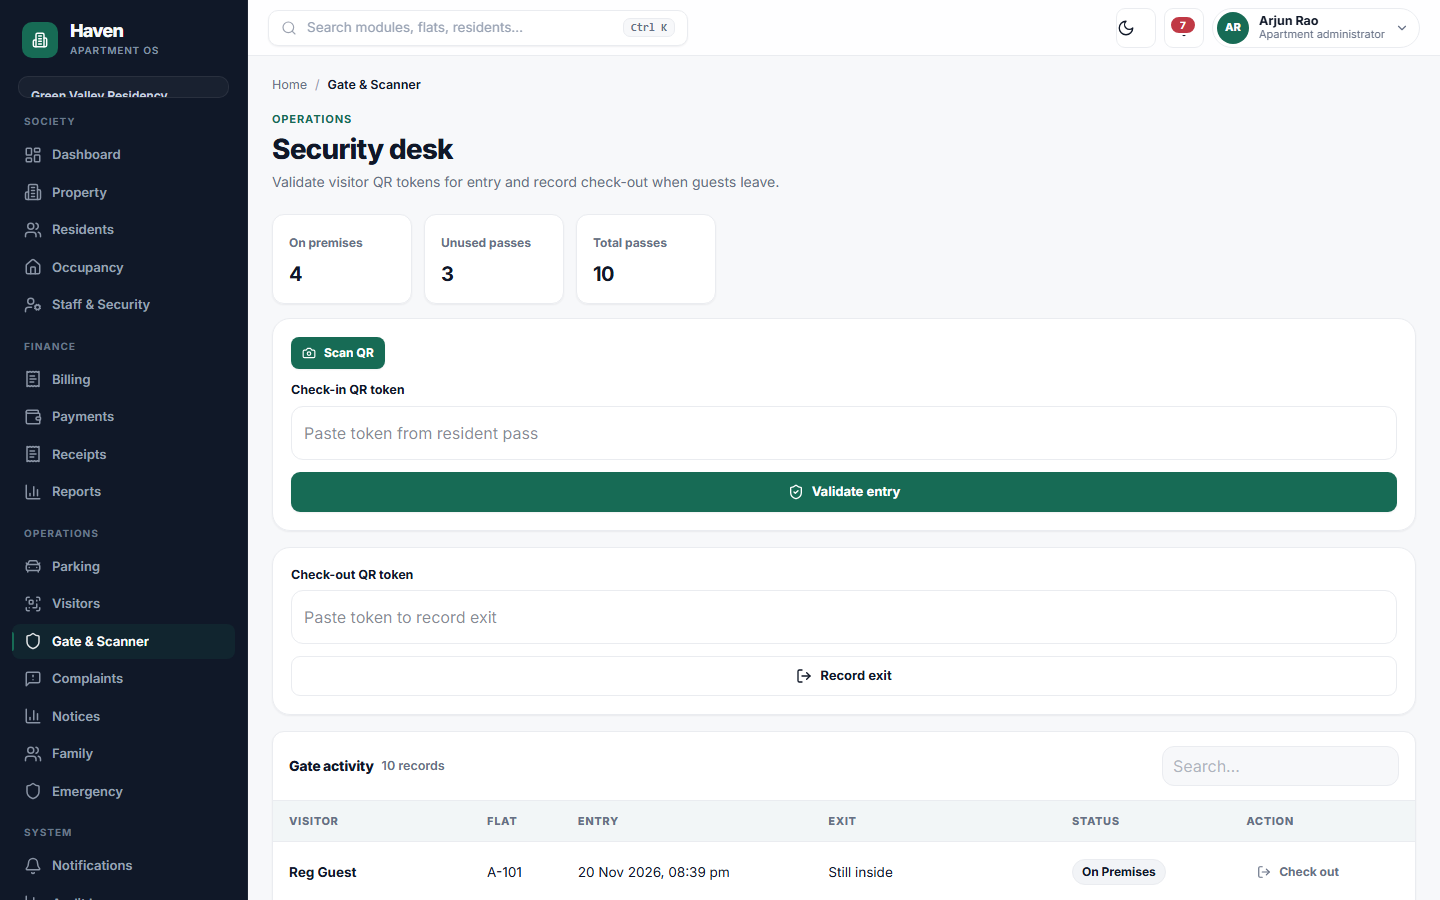 Haven
APARTMENT OS
Green Valley Residency
SOCIETY
Dashboard
Property
Residents
Occupancy
Staff & Security
FINANCE
Billing
Payments
Receipts
Reports
OPERATIONS
Parking
Visitors
Gate & Scanner
Complaints
Notices
Family
Emergency
SYSTEM
Notifications
Search modules, flats, residents...
Ctrl K
7
AR
Arjun Rao
Apartment administrator
Home / Gate & Scanner
OPERATIONS
Security desk
Validate visitor QR tokens for entry and record check-out when guests leave.
On premises
4
Unused passes
3
Total passes
10
Scan QR
Check-in QR token
Paste token from resident pass
Validate entry
Check-out QR token
Paste token to record exit
Record exit
Gate activity 10 records
Search...
VISITOR FLAT ENTRY EXIT STATUS ACTION
Reg Guest A-101 20 Nov 2026, 08:39 pm Still inside On Premises Check out